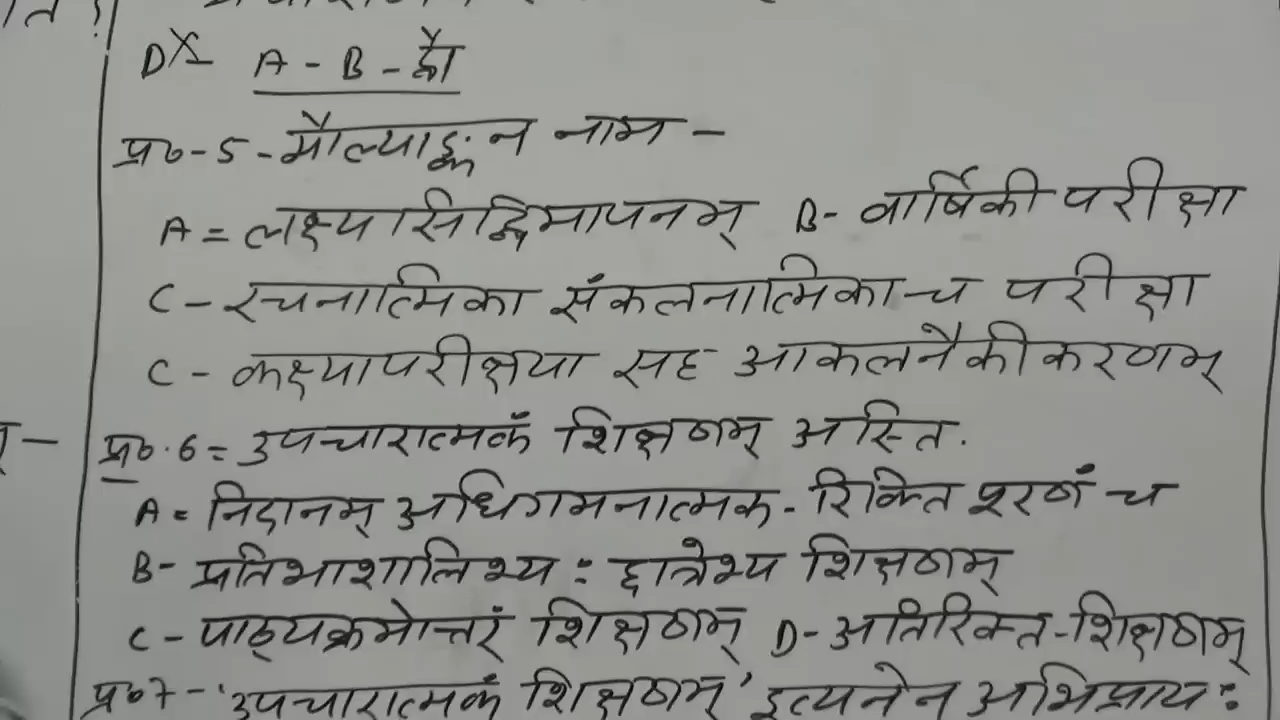 D X A - B - द्वौ
प्र०-5 - मौल्याङ्कन नाम -
A = लक्ष्यासिद्धिमापनम् B- वार्षिकी परीक्षा
C - रचनात्मिका संकलनात्मिका च परीक्षा
C - कक्ष्यापरीक्षया सह आकलनैकीकरणम्
प्र०.6 = उपचारात्मकं शिक्षणम् अस्ति.
A = निदानम् अधिगमनात्मक - रिक्ति शरणं च
B- प्रतिभाशालिभ्यः छात्रेभ्य शिक्षणम्
C - पाठ्यक्रमोत्तरं शिक्षणम् D- अतिरिक्त-शिक्षणम्
प्र०7 - 'उपचारात्मकं शिक्षणम्' इत्यनेन अभिप्रायः